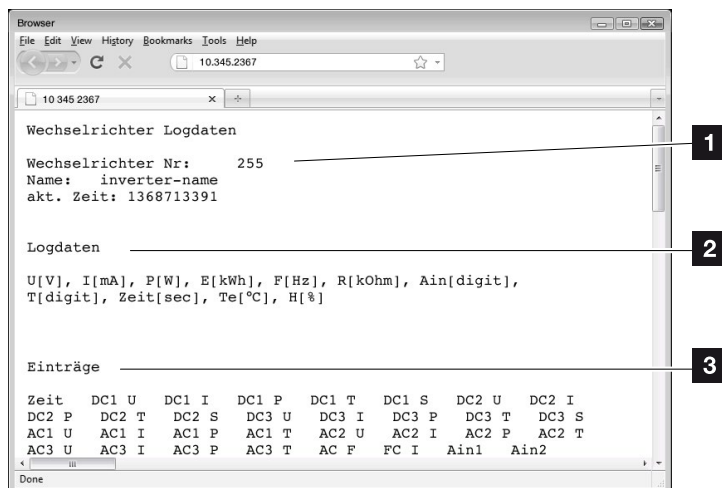 Browser
File Edit View History Bookmarks Tools Help
10.345.2367
10 345 2367
Wechselrichter Logdaten
Wechselrichter Nr: 255
1
Name: inverter-name
akt. Zeit: 1368713391
Logdaten
2
U[V], I[mA], P[W], E[kWh], F[Hz], R[kOhm], Ain[digit],
T[digit], Zeit[sec], Te[°C], H[%]
Einträge
3
Zeit DC1 U DC1 I DC1 P DC1 T DC1 S DC2 U DC2 I
DC2 P DC2 T DC2 S DC3 U DC3 I DC3 P DC3 T DC3 S
AC1 U AC1 I AC1 P AC1 T AC2 U AC2 I AC2 P AC2 T
AC3 U AC3 I AC3 P AC3 T AC F FC I Ain1 Ain2
Done